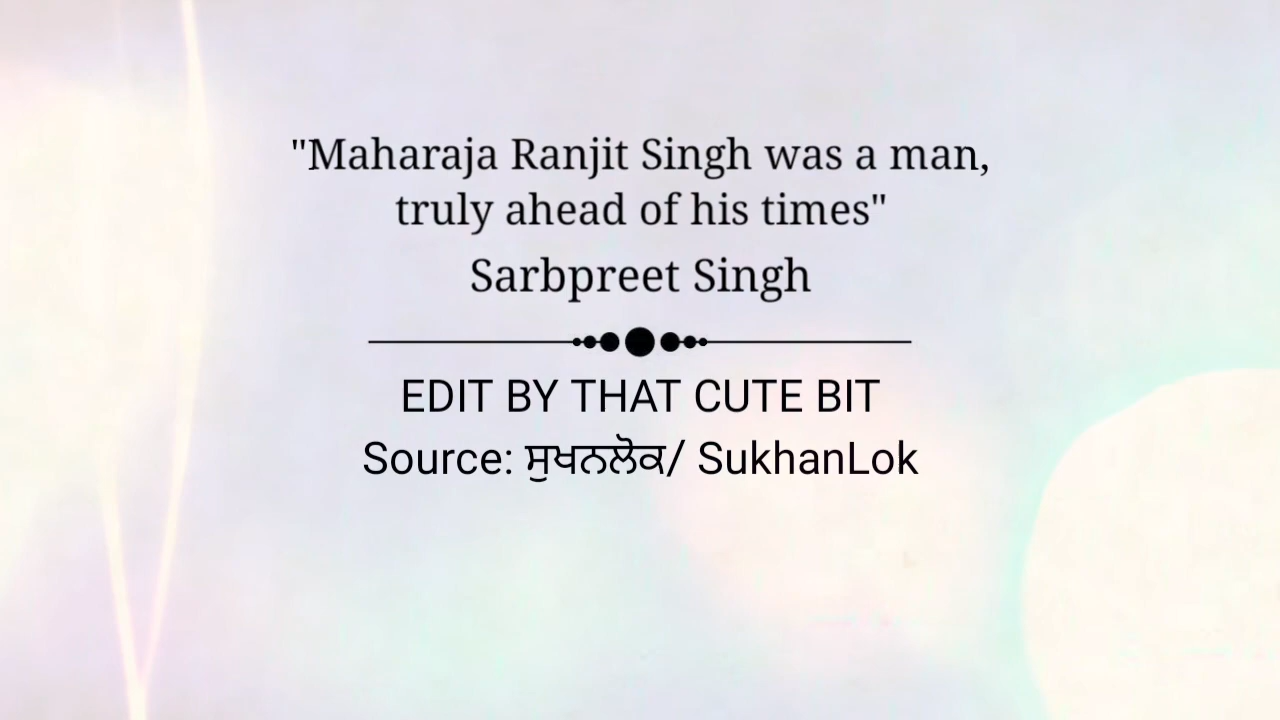 "Maharaja Ranjit Singh was a man,
truly ahead of his times"
Sarbpreet Singh
EDIT BY THAT CUTE BIT
Source: ਸੁਖਨਲੋਕ/ SukhanLok